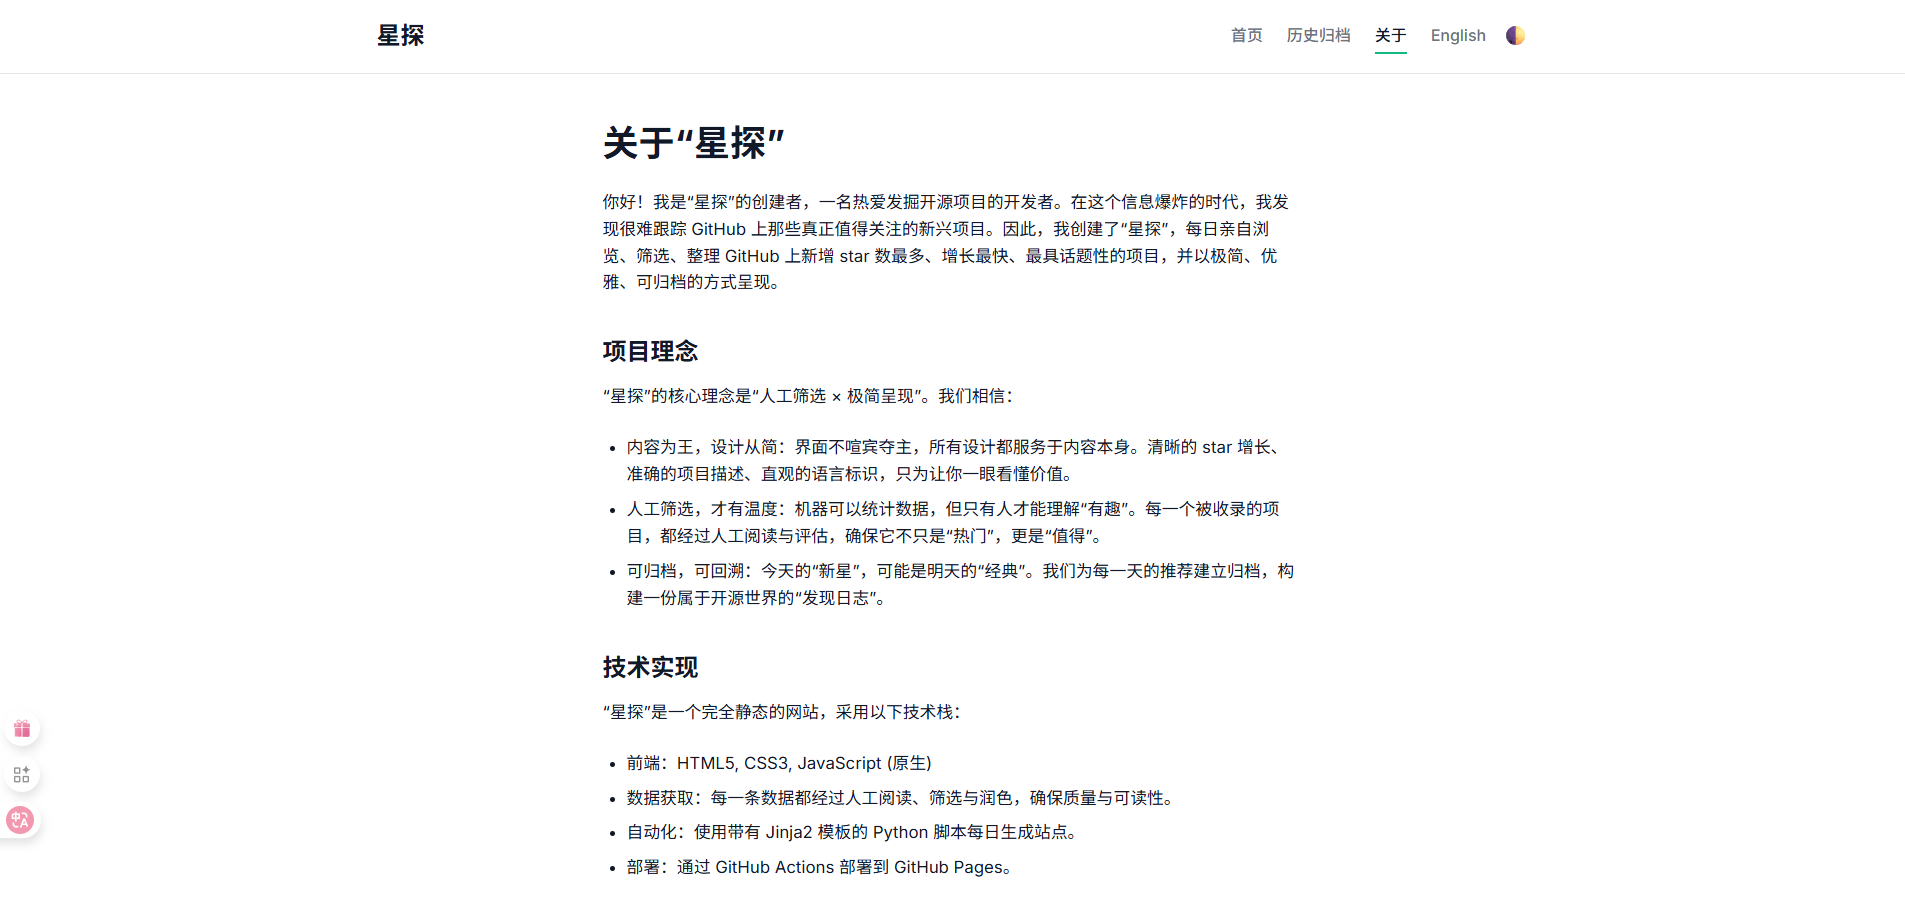 星探
首页 历史归档 关于 English
关于“星探”
你好！我是“星探”的创建者，一名热爱发掘开源项目的开发者。在这个信息爆炸的时代，我发
现很难跟踪 GitHub 上那些真正值得关注的新兴项目。因此，我创建了“星探”，每日亲自浏
览、筛选、整理 GitHub 上新增 star 数最多、增长最快、最具话题性的项目，并以极简、优
雅、可归档的方式呈现。
项目理念
“星探”的核心理念是“人工筛选 × 极简呈现”。我们相信：
• 内容为王，设计从简：界面不喧宾夺主，所有设计都服务于内容本身。清晰的 star 增长、
准确的项目描述、直观的语言标识，只为让你一眼看懂价值。
• 人工筛选，才有温度：机器可以统计数据，但只有人才能理解“有趣”。每一个被收录的项
目，都经过人工阅读与评估，确保它不只是“热门”，更是“值得”。
• 可归档，可回溯：今天的“新星”，可能是明天的“经典”。我们为每一天的推荐建立归档，构
建一份属于开源世界的“发现日志”。
技术实现
“星探”是一个完全静态的网站，采用以下技术栈：
• 前端：HTML5, CSS3, JavaScript (原生)
• 数据获取：每一条数据都经过人工阅读、筛选与润色，确保质量与可读性。
• 自动化：使用带有 Jinja2 模板的 Python 脚本每日生成站点。
• 部署：通过 GitHub Actions 部署到 GitHub Pages。
中A